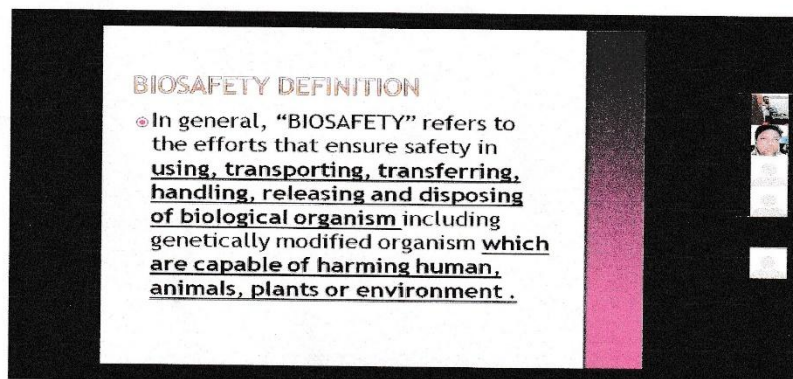 BIOSAFETY DEFINITION
In general, “BIOSAFETY” refers to
the efforts that ensure safety in
using, transporting, transferring,
handling, releasing and disposing
of biological organism including
genetically modified organism which
are capable of harming human,
animals, plants or environment .